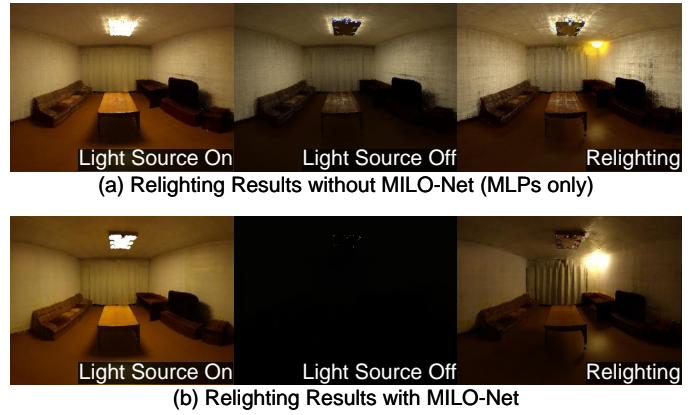 Light Source On
Light Source Off
Relighting
(a) Relighting Results without MILO-Net (MLPs only)
Light Source On
Light Source Off
Relighting
(b) Relighting Results with MILO-Net